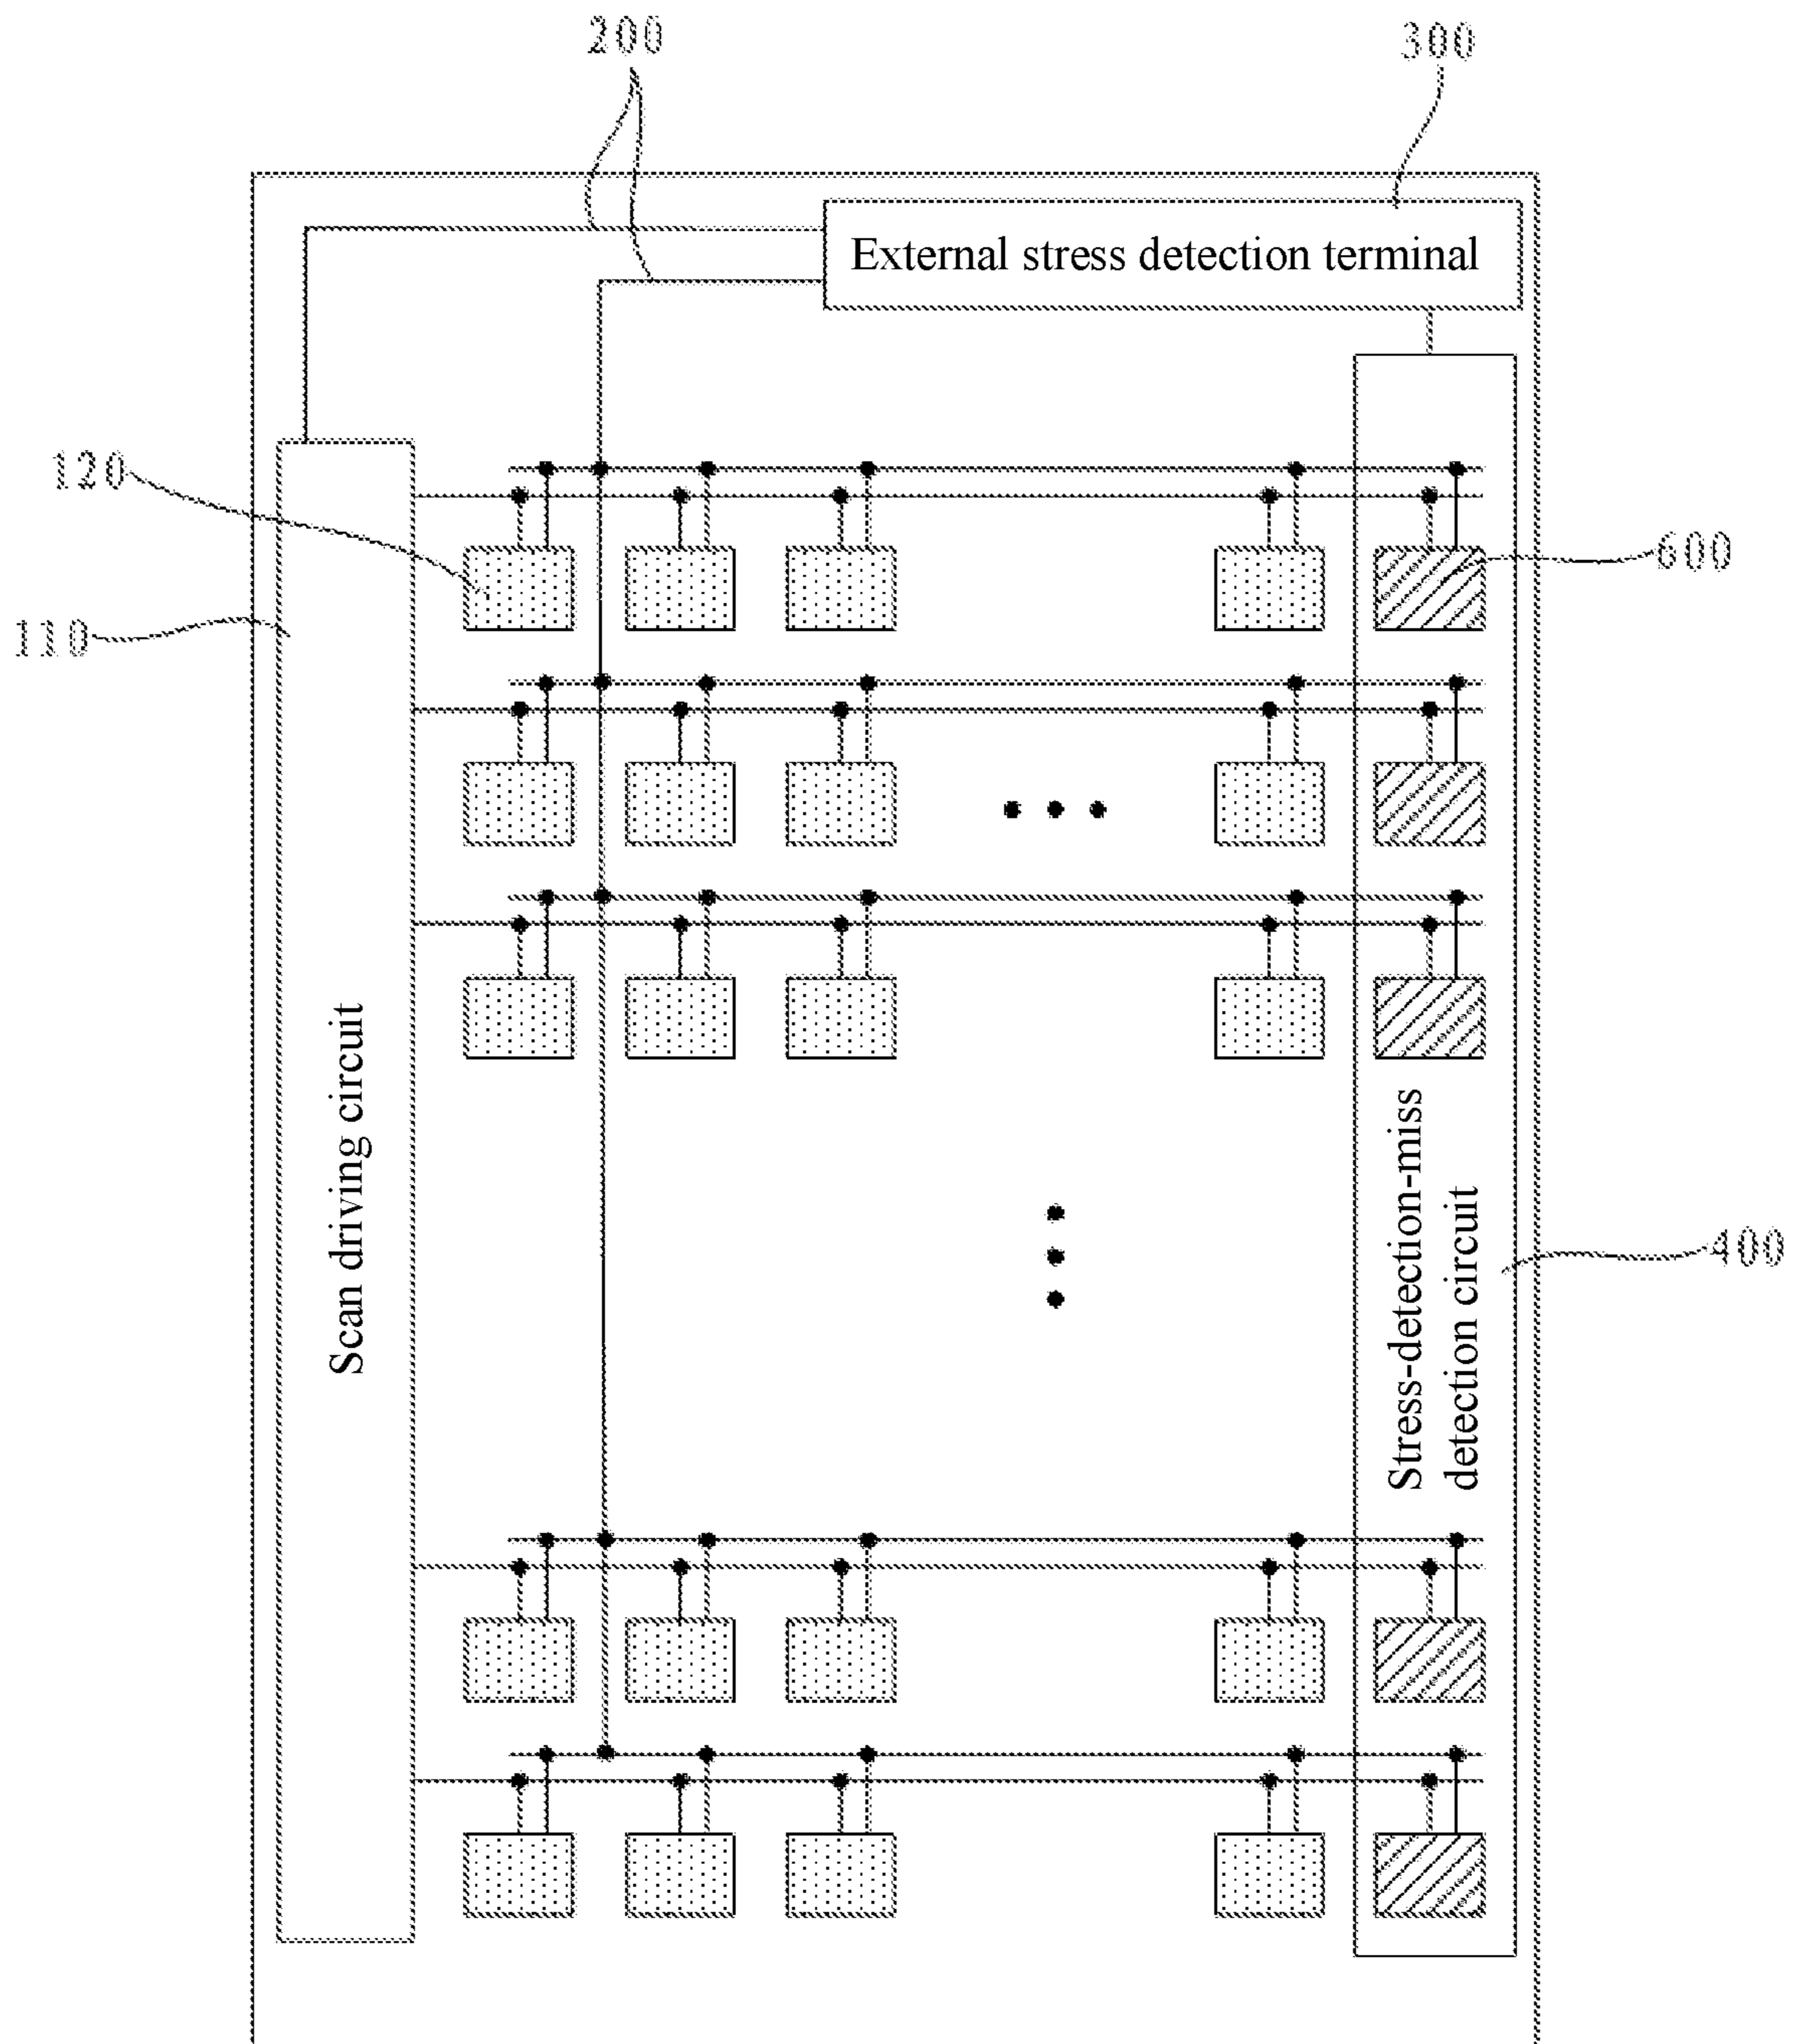 200
300
External stress detection terminal
120
600
110
Scan driving circuit
Stress-detection-miss
detection circuit
400